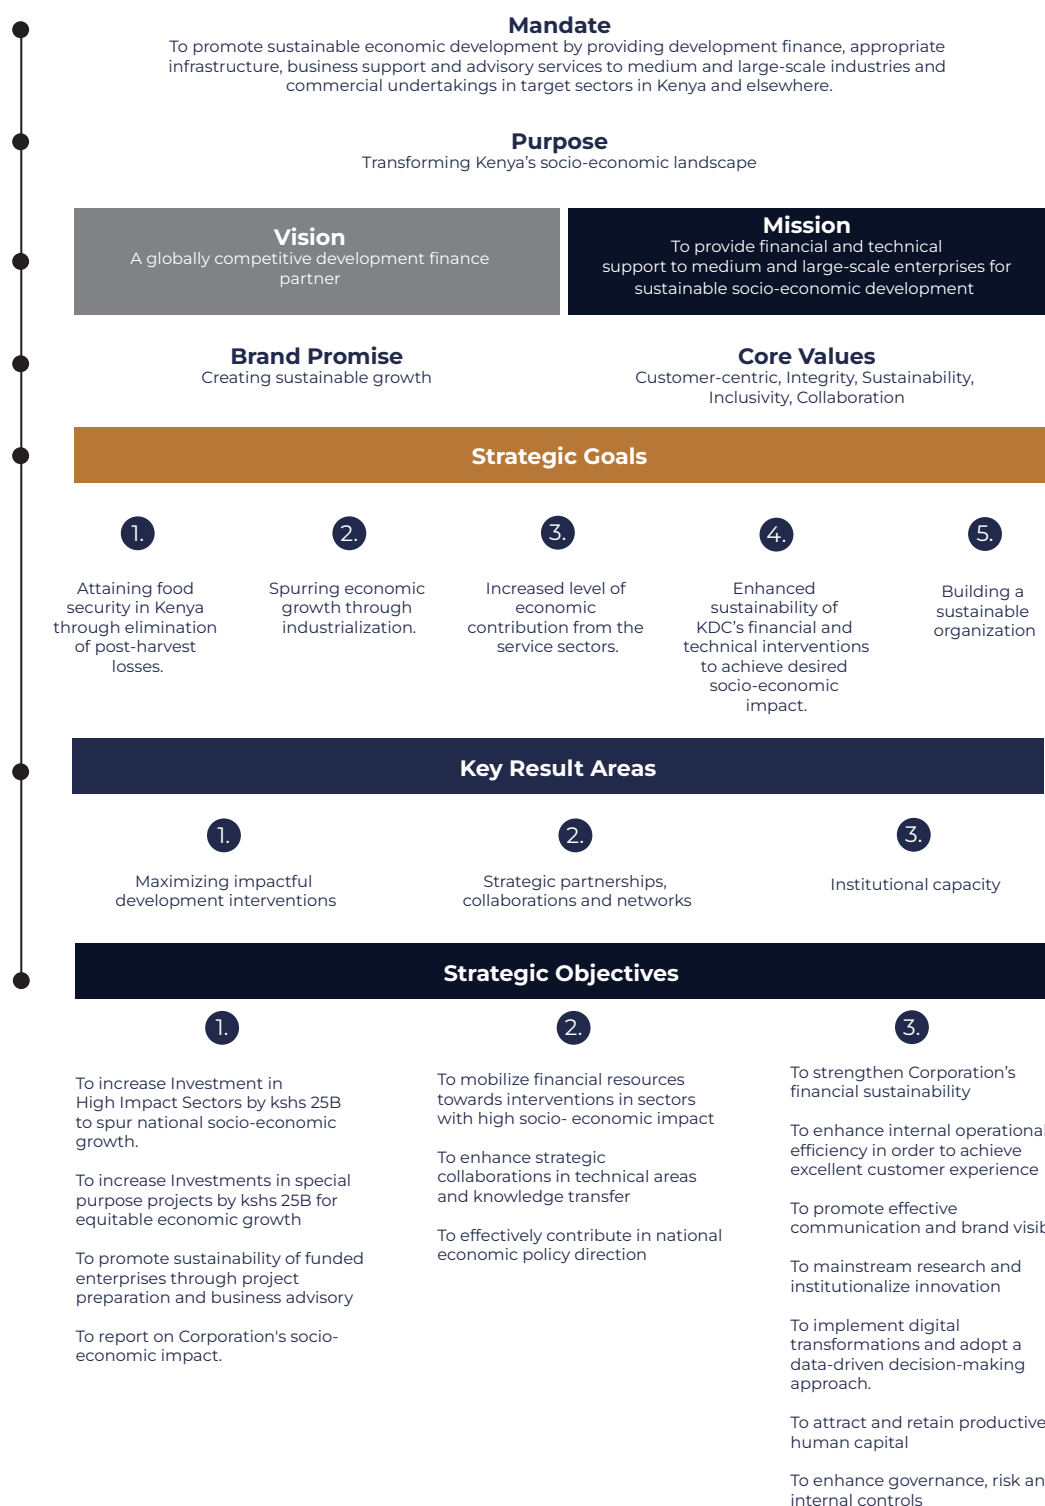 Mandate
To promote sustainable economic development by providing development finance, appropriate
infrastructure, business support and advisory services to medium and large-scale industries and
commercial undertakings in target sectors in Kenya and elsewhere.
Purpose
Transforming Kenya's socio-economic landscape
Vision
A globally competitive development finance
partner
Mission
To provide financial and technical
support to medium and large-scale enterprises for
sustainable socio-economic development
Brand Promise
Creating sustainable growth
Core Values
Customer-centric, Integrity, Sustainability,
Inclusivity, Collaboration
Strategic Goals
1.
Attaining food
security in Kenya
through elimination
of post-harvest
losses.
2.
Spurring economic
growth through
industrialization.
3.
Increased level of
economic
contribution from the
service sectors.
4.
Enhanced
sustainability of
KDC's financial and
technical interventions
to achieve desired
socio-economic
impact.
5.
Building a
sustainable
organization
Key Result Areas
1.
Maximizing impactful
development interventions
2.
Strategic partnerships,
collaborations and networks
3.
Institutional capacity
Strategic Objectives
1.
To increase Investment in
High Impact Sectors by kshs 25B
to spur national socio-economic
growth.
To increase Investments in special
purpose projects by kshs 25B for
equitable economic growth
To promote sustainability of funded
enterprises through project
preparation and business advisory
To report on Corporation's socio-
economic impact.
2.
To mobilize financial resources
towards interventions in sectors
with high socio- economic impact
To enhance strategic
collaborations in technical areas
and knowledge transfer
To effectively contribute in national
economic policy direction
3.
To strengthen Corporation's
financial sustainability
To enhance internal operational
efficiency in order to achieve
excellent customer experience
To promote effective
communication and brand
To mainstream research and
institutionalize innovation
To implement digital
transformations and adopt a
data-driven decision-making
approach.
To attract and retain productive
human capital
To enhance governance, risk
internal controls